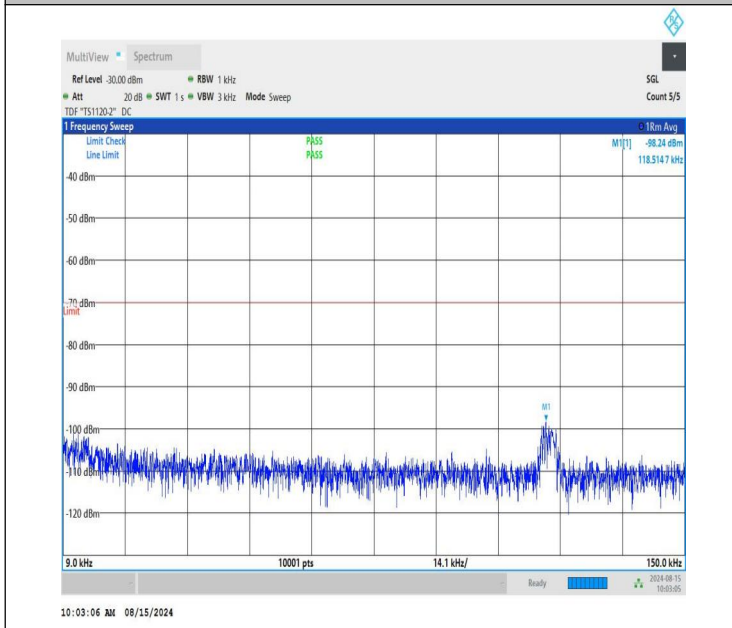 R&S
MultiView Spectrum
Ref Level -30.00 dBm RBW 1 kHz SGL
Att 20 dB SWT 1 s VBW 3 kHz Mode Sweep Count 5/5
TDF "TS1120-2" DC
1 Frequency Sweep 1Rm Avg
Limit Check PASS M1[1] -98.24 dBm
Line Limit PASS 118.514 7 kHz
-40 dBm
-50 dBm
-60 dBm
-70 dBm
Limit
-80 dBm
-90 dBm
M1
-100 dBm
-110 dBm
-120 dBm
9.0 kHz 10001 pts 14.1 kHz/ 150.0 kHz
Ready 2024-08-15
10:03:05
10:03:06 AM 08/15/2024